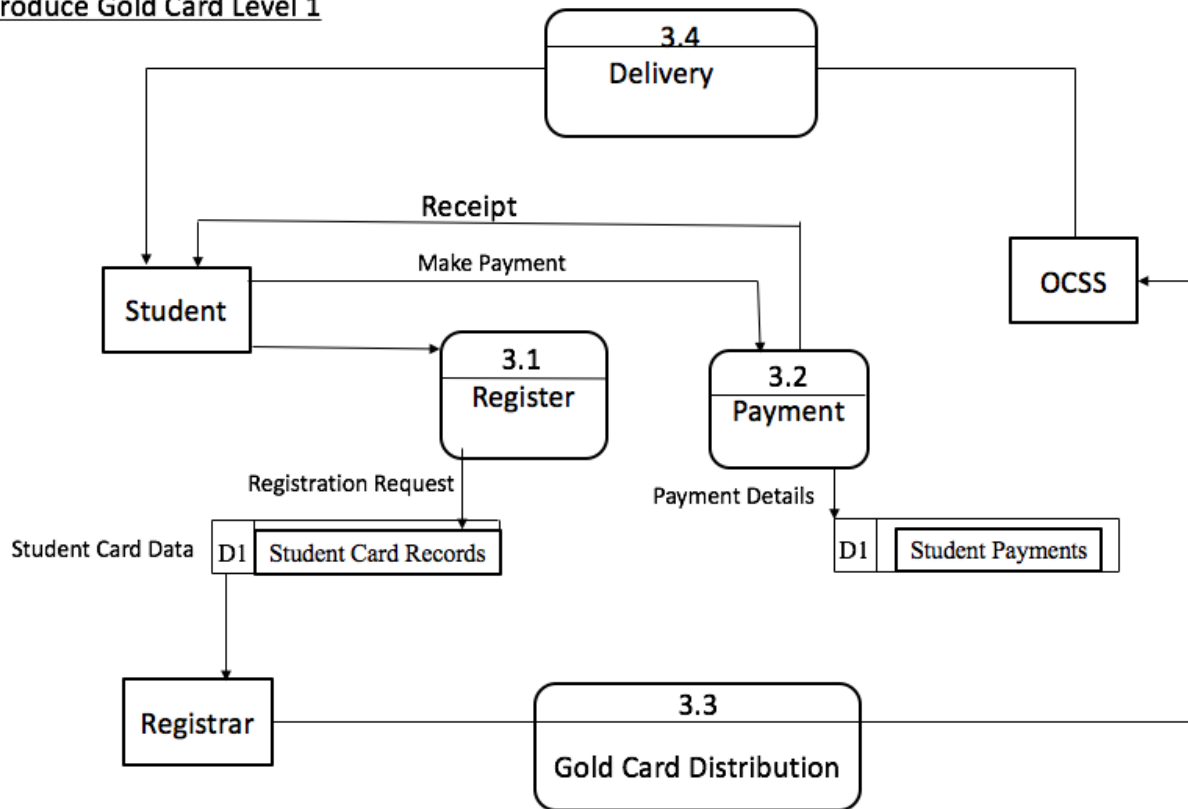 roduce Gold Card Level 1
3.4
Delivery
Receipt
Make Payment
Student
OCSS
3.1
Register
3.2
Payment
Registration Request
Payment Details
Student Card Data
D1
Student Card Records
D1
Student Payments
Registrar
3.3
Gold Card Distribution